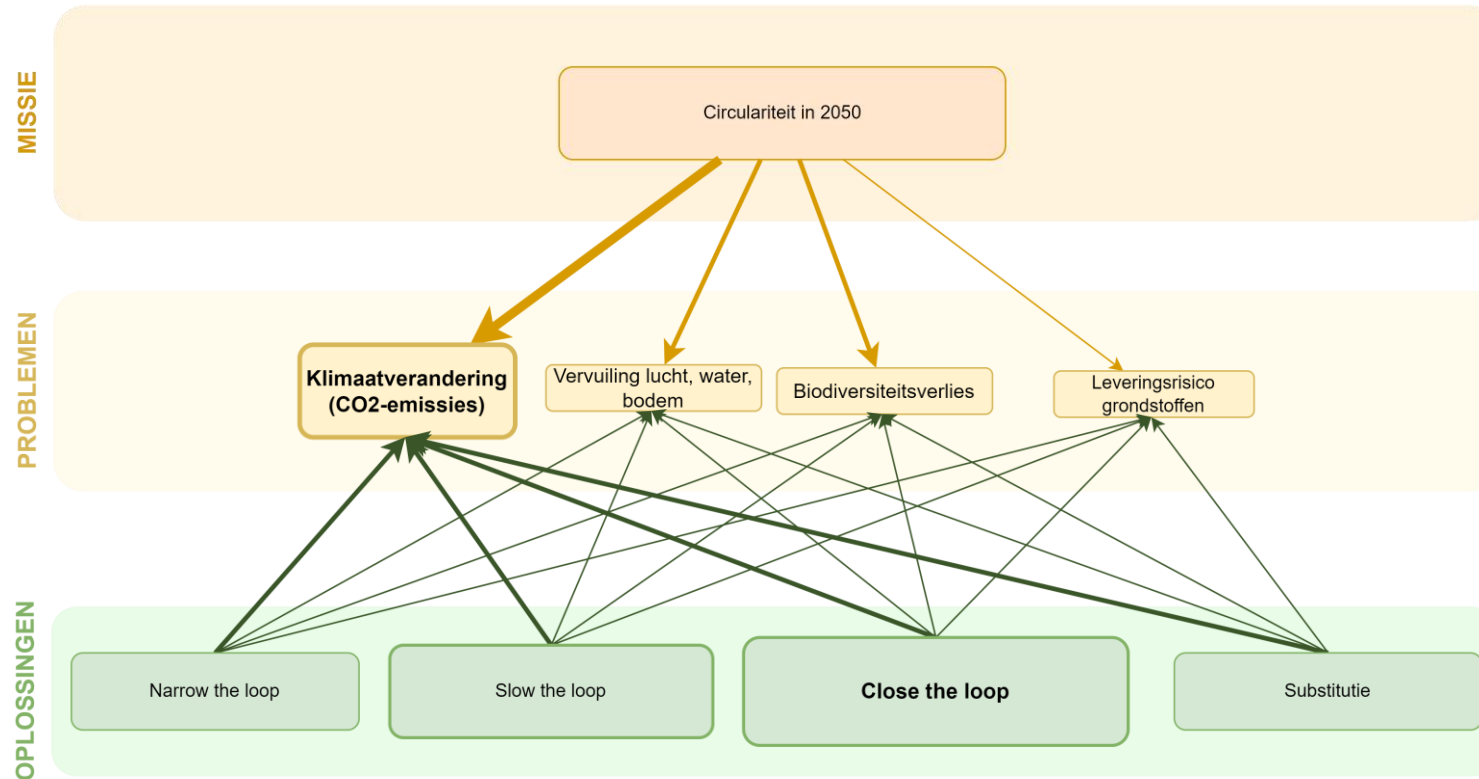 MISSIE
Circulariteit in 2050
PROBLEMEN
Klimaatverandering
(CO2-emissies)
Vervuiling lucht, water,
bodem
Biodiversiteitsverlies
Leveringsrisico
grondstoffen
OPLOSSINGEN
Narrow the loop
Slow the loop
Close the loop
Substitutie